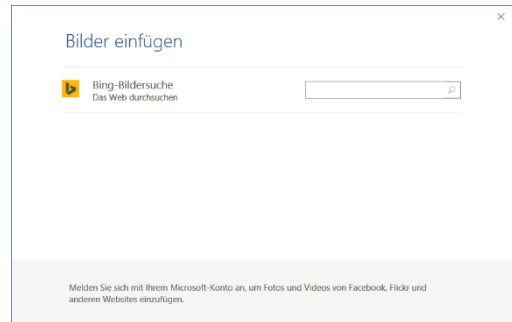 Bilder einfügen
Bing-Bildersuche
Das Web durchsuchen
Melden Sie sich mit Ihrem Microsoft-Konto an, um Fotos und Videos von Facebook, Flickr und
anderen Websites einzufügen.